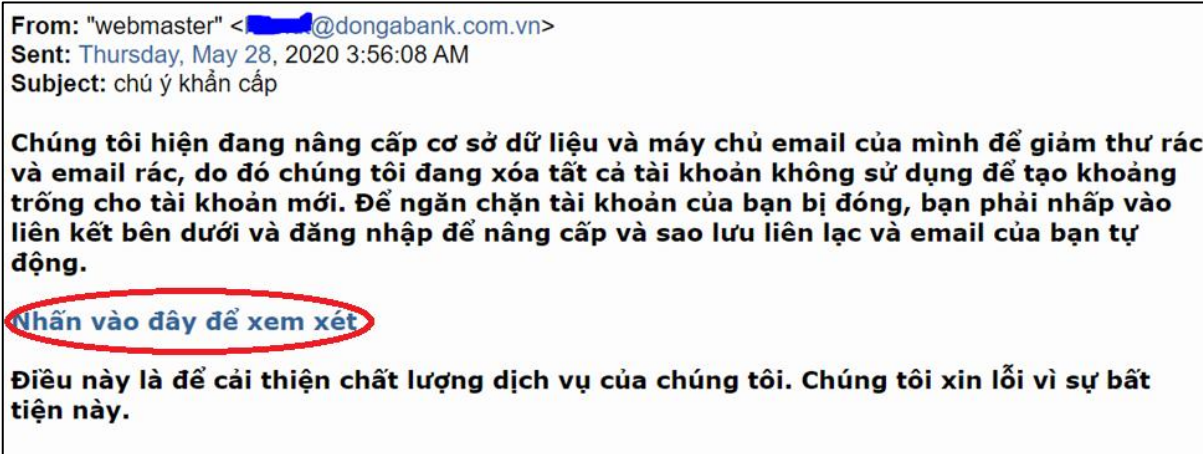 From: "webmaster" <@dongabank.com.vn>
Sent: Thursday, May 28, 2020 3:56:08 AM
Subject: chú ý khẩn cấp
Chúng tôi hiện đang nâng cấp cơ sở dữ liệu và máy chủ email của mình để giảm thư rác
và email rác, do đó chúng tôi đang xóa tất cả tài khoản không sử dụng để tạo khoảng
trống cho tài khoản mới. Để ngăn chặn tài khoản của bạn bị đóng, bạn phải nhấp vào
liên kết bên dưới và đăng nhập để nâng cấp và sao lưu liên lạc và email của bạn tự
động.
Nhấn vào đây để xem xét
Điều này là để cải thiện chất lượng dịch vụ của chúng tôi. Chúng tôi xin lỗi vì sự bất
tiện này.